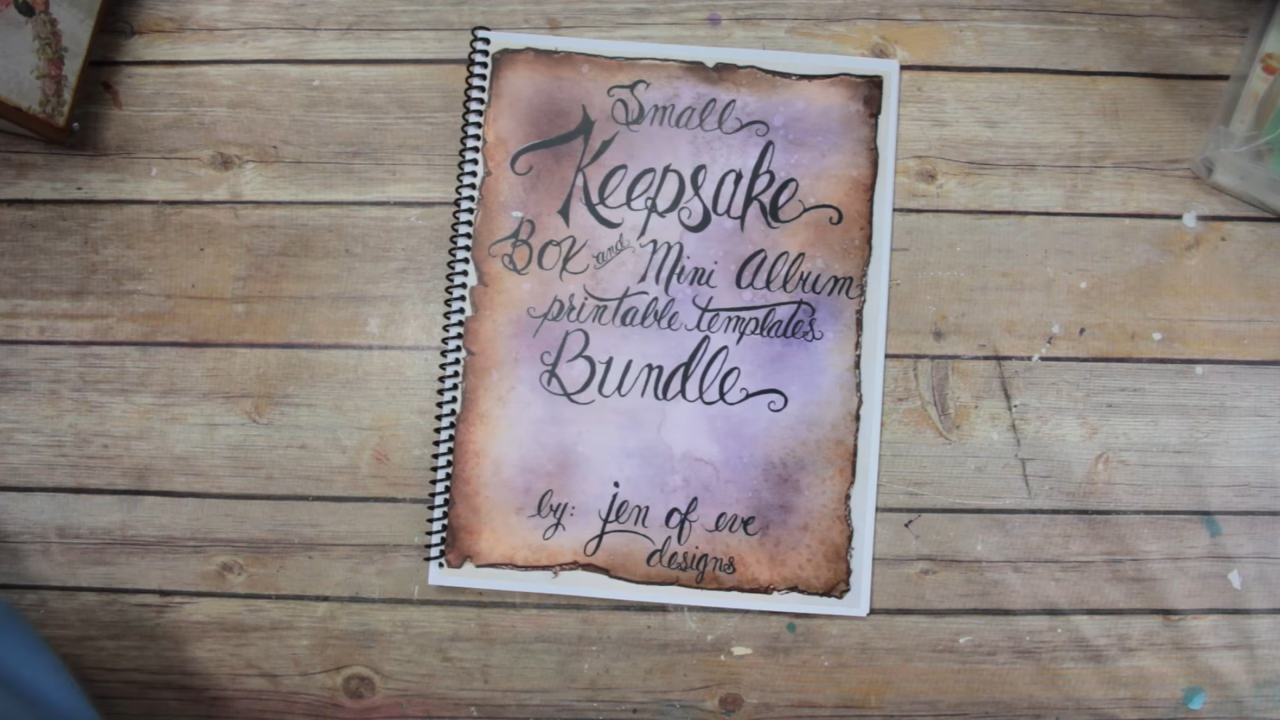 Small
Keepsake
Box and Mini Album
printable templates
Bundle
by: jen of eve
designs